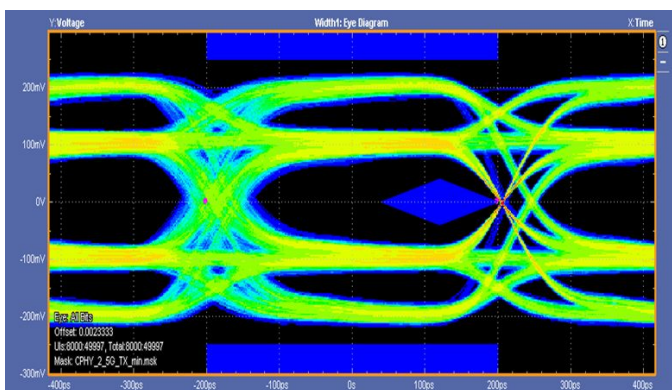 Y:Voltage Width1: Eye Diagram X:Time
200mV
100mV
0V
-100mV
-200mV
-300mV
Eye: All Bits
Offset: 0.0023333
UIs:8000:49997, Total:8000:49997
Mask: CPHY_2_5G_TX_min.msk
-400ps -300ps -200ps -100ps 0s 100ps 200ps 300ps 400ps